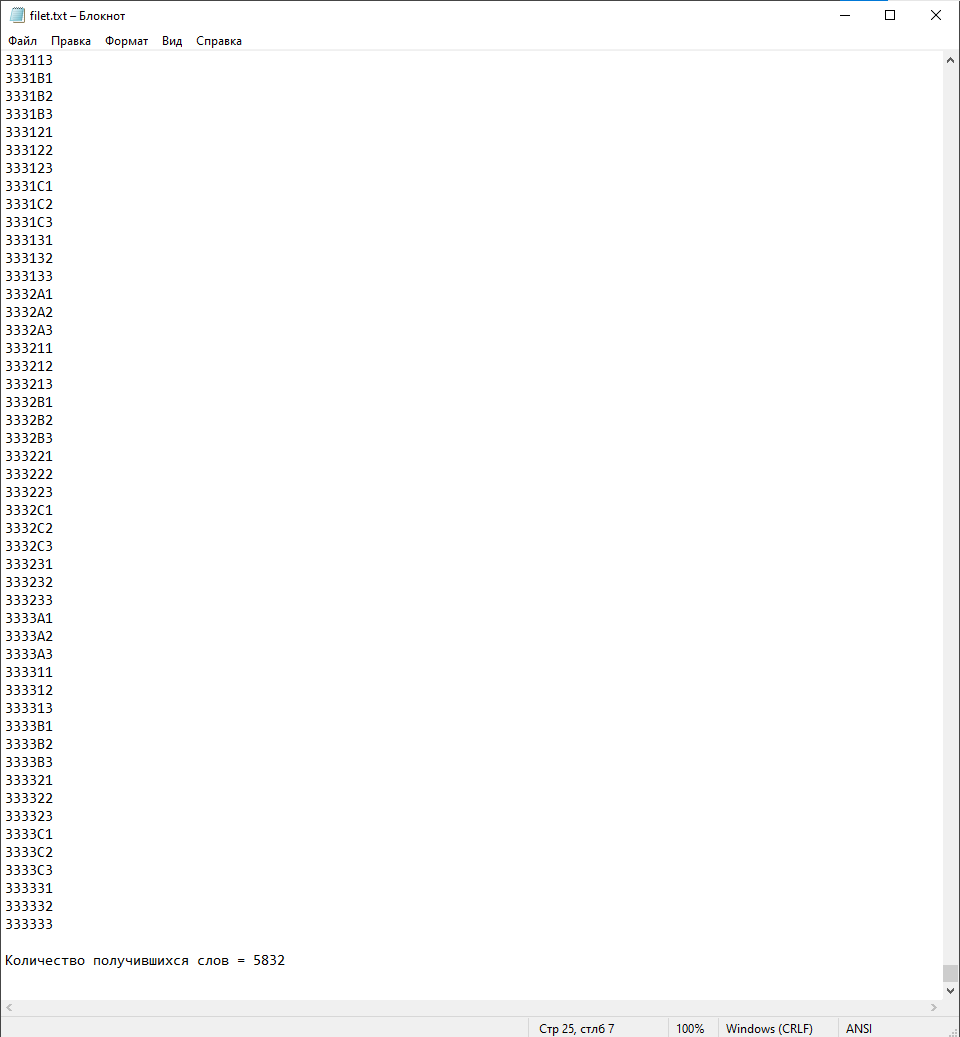 filet.txt – Блокнот
Файл Правка Формат Вид Справка
333113
3331B1
3331B2
3331B3
333121
333122
333123
3331C1
3331C2
3331C3
333131
333132
333133
3332A1
3332A2
3332A3
333211
333212
333213
3332B1
3332B2
3332B3
333221
333222
333223
3332C1
3332C2
3332C3
333231
333232
333233
3333A1
3333A2
3333A3
333311
333312
333313
3333B1
3333B2
3333B3
333321
333322
333323
3333C1
3333C2
3333C3
333331
333332
333333
Количество получившихся слов = 5832
Стр 25, стлб 7 100% Windows (CRLF) ANSI